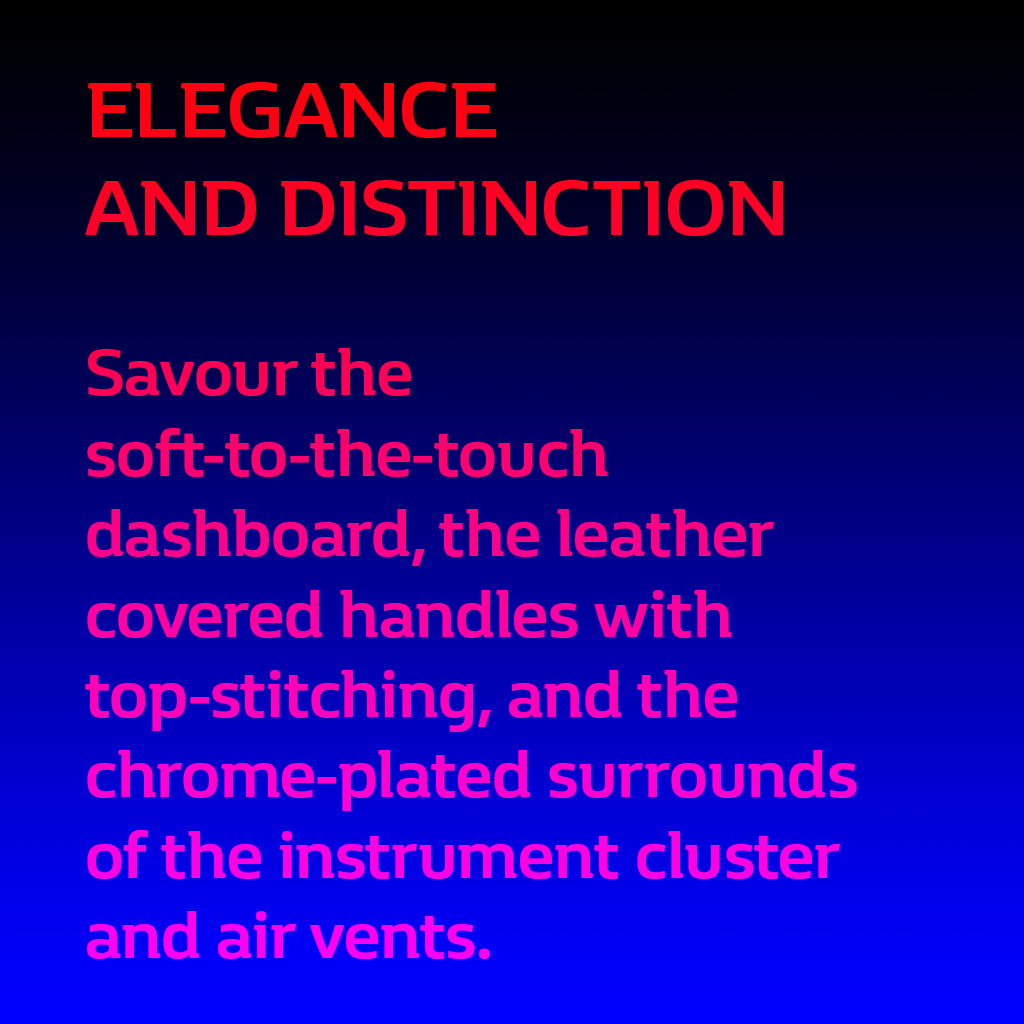 ELEGANCE
AND DISTINCTION
Savour the
soft-to-the-touch
dashboard, the leather
covered handles with
top-stitching, and the
chrome-plated surrounds
of the instrument cluster
and air vents.